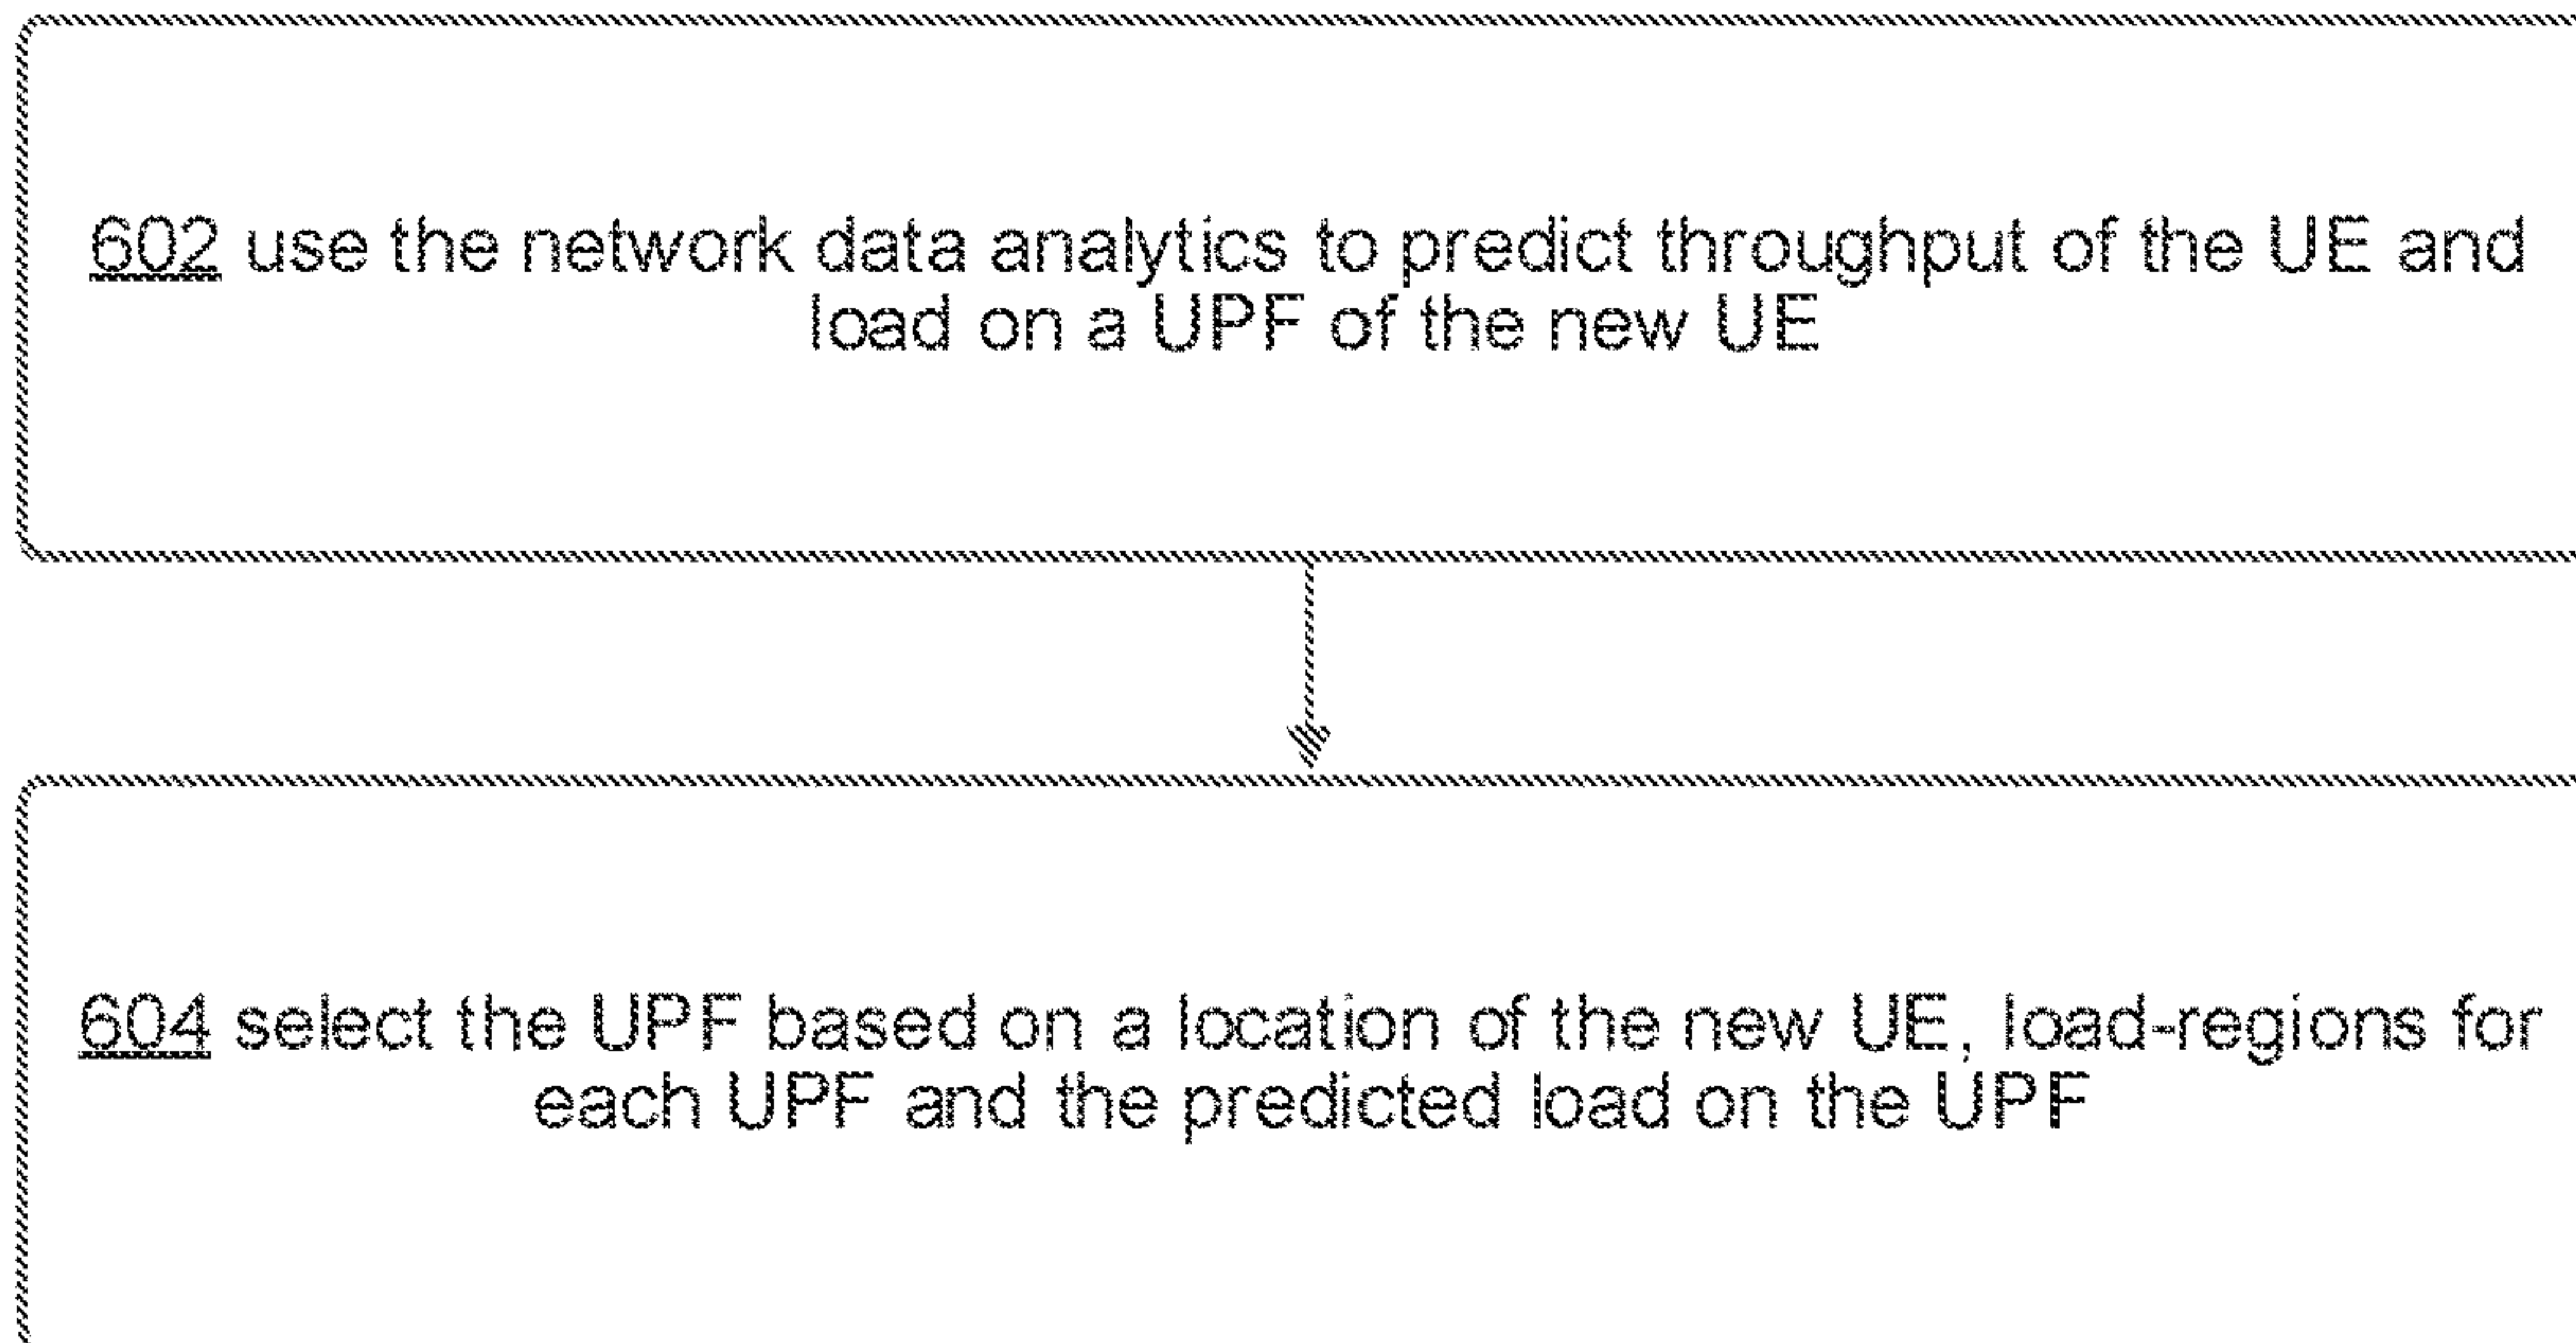 602 use the network data analytics to predict throughput of the UE and
load on a UPF of the new UE
604 select the UPF based on a location of the new UE, load-regions for
each UPF and the predicted load on the UPF